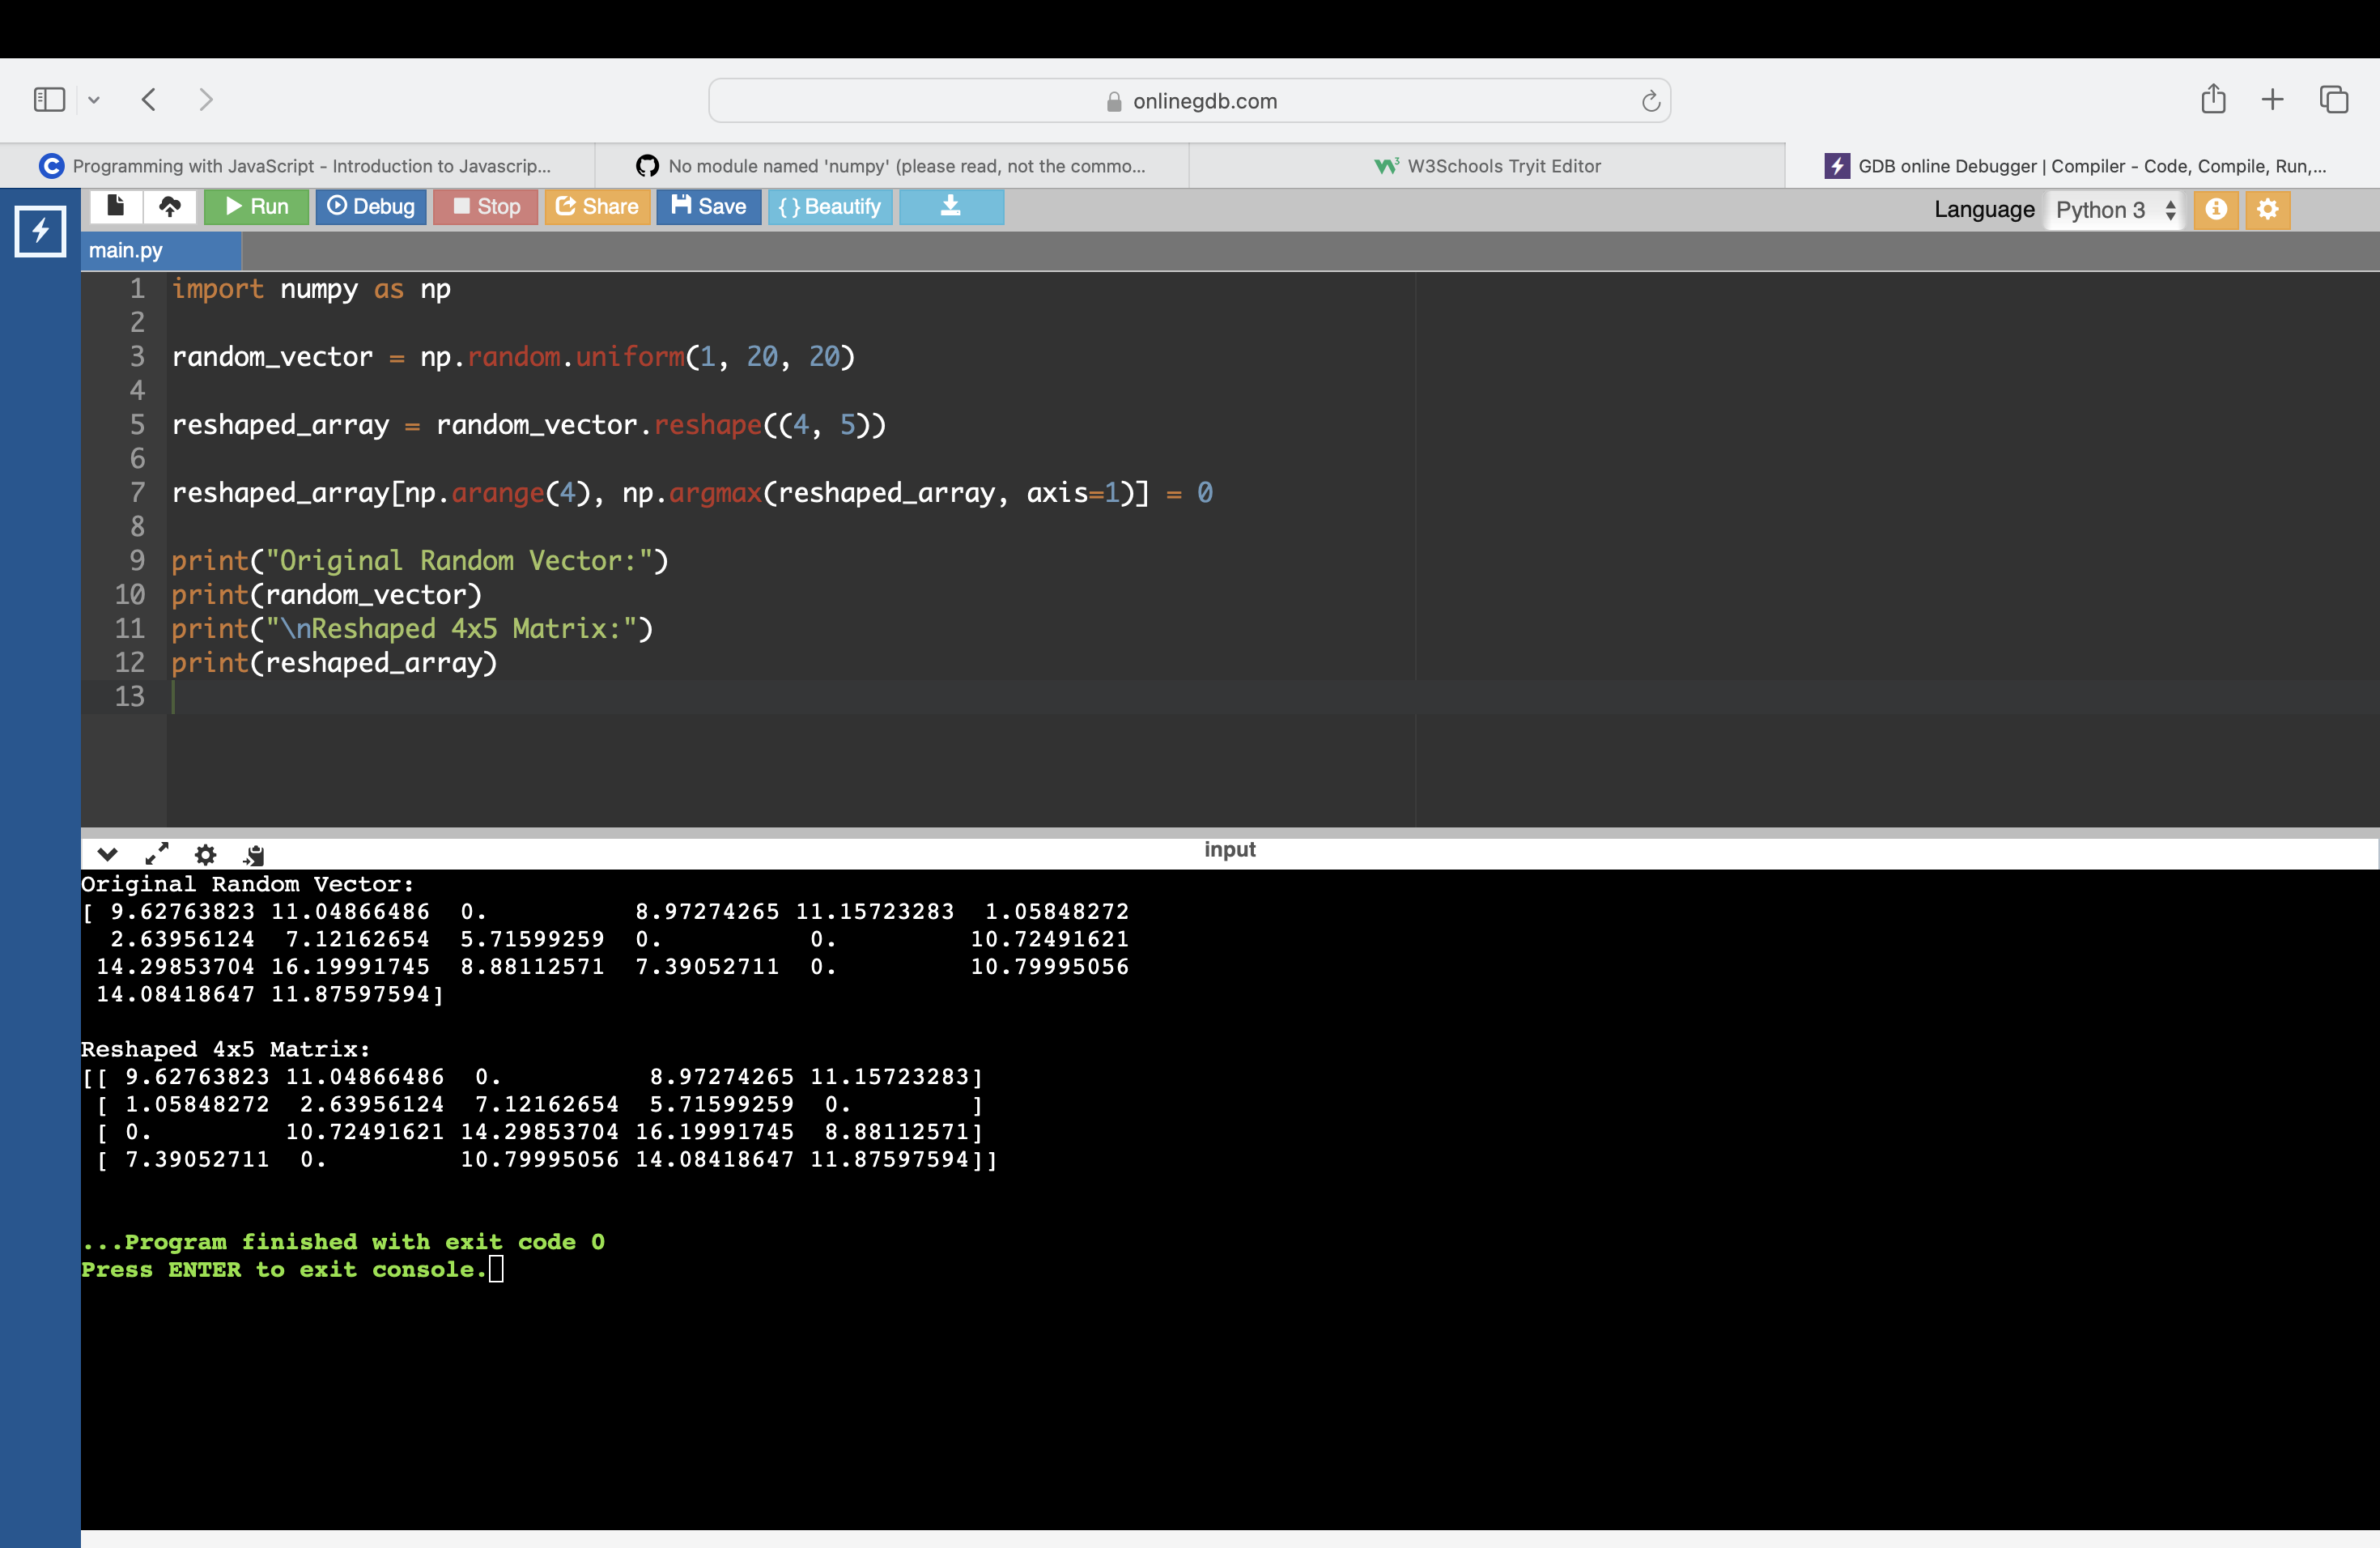 onlinegdb.com
Programming with JavaScript - Introduction to Javascrip...
No module named 'numpy' (please read, not the commo...
W3Schools Tryit Editor
GDB online Debugger | Compiler - Code, Compile, Run,...
Run Debug Stop Share Save {} Beautify
Language Python 3
main.py
1 import numpy as np
2
3 random_vector = np.random.uniform(1, 20, 20)
4
5 reshaped_array = random_vector.reshape((4, 5))
6
7 reshaped_array[np.arange(4), np.argmax(reshaped_array, axis=1)] = 0
8
9 print("Original Random Vector:")
10 print(random_vector)
11 print("\nReshaped 4x5 Matrix:")
12 print(reshaped_array)
13
input
Original Random Vector:
[ 9.62763823 11.04866486  0.          8.97274265 11.15723283  1.05848272
  2.63956124  7.12162654  5.71599259  0.          0.         10.72491621
 14.29853704 16.19991745  8.88112571  7.39052711  0.         10.79995056
 14.08418647 11.87597594]
Reshaped 4x5 Matrix:
[[ 9.62763823 11.04866486  0.          8.97274265 11.15723283]
 [ 1.05848272  2.63956124  7.12162654  5.71599259  0.        ]
 [ 0.         10.72491621 14.29853704 16.19991745  8.88112571]
 [ 7.39052711  0.         10.79995056 14.08418647 11.87597594]]
...Program finished with exit code 0
Press ENTER to exit console.